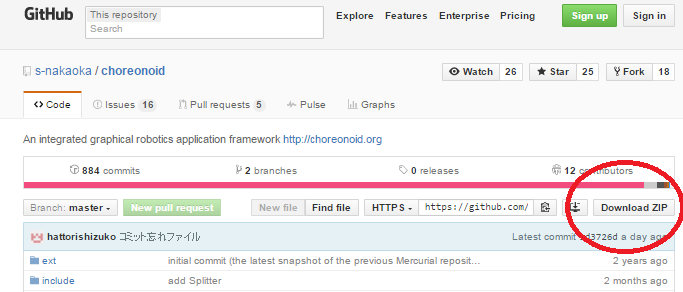 GitHub This repository Explore Features Enterprise Pricing Sign up Sign in
Search
s-nakaoka / choreonoid Watch 26 Star 25 Fork 18
Code Issues 16 Pull requests 5 Pulse Graphs
An integrated graphical robotics application framework http://choreonoid.org
884 commits 2 branches 0 releases 12 contributors
Branch: master New pull request New file Find file HTTPS https://github.com/ Download ZIP
hattorishizuko コミット忘れファイル Latest commit d3726d a day ago
ext initial commit (the latest snapshot of the previous Mercurial reposit... 2 years ago
include add Splitter 2 months ago